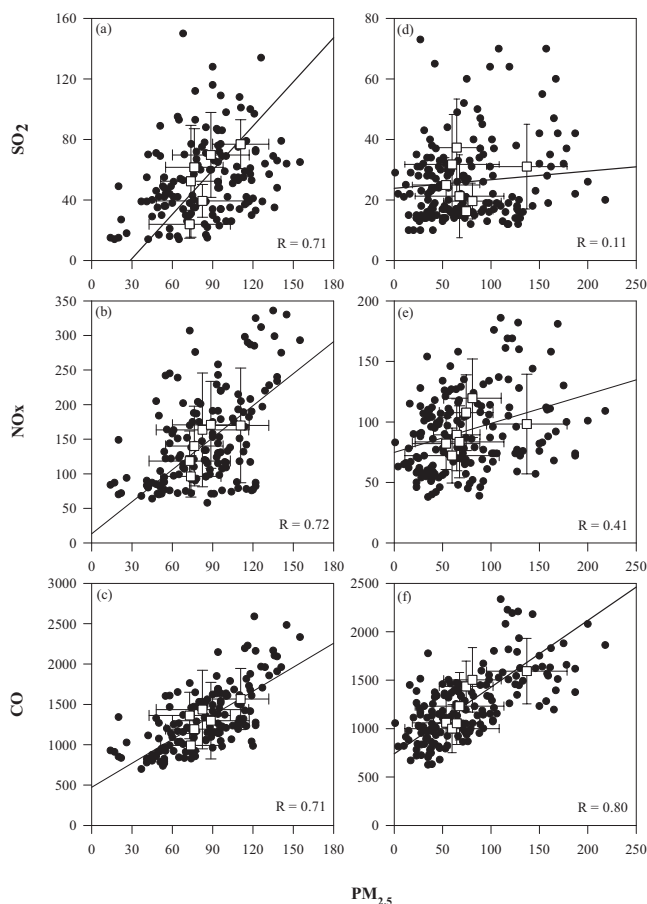 (a)
SO2
160
120
80
40
0
0 30 60 90 120 150 180
R = 0.71
(d)
80
60
40
20
0
0 50 100 150 200 250
R = 0.11
(b)
NOx
350
300
250
200
150
100
50
0
0 30 60 90 120 150 180
R = 0.72
(e)
200
150
100
50
0
0 50 100 150 200 250
R = 0.41
(c)
CO
3000
2500
2000
1500
1000
500
0
0 30 60 90 120 150 180
R = 0.71
(f)
2500
2000
1500
1000
500
0
0 50 100 150 200 250
R = 0.80
PM2.5